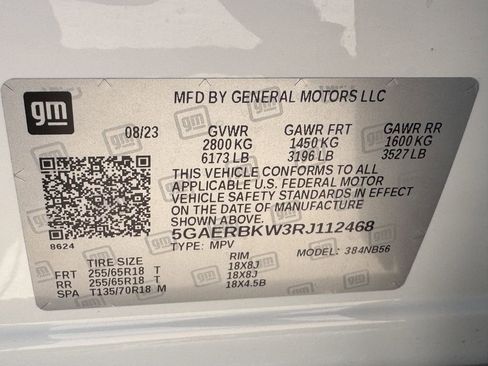 gm
MFD BY GENERAL MOTORS LLC
08/23 GVWR GAWR FRT GAWR RR
2800 KG 1450 KG 1600 KG
6173 LB 3196 LB 3527 LB
THIS VEHICLE CONFORMS TO ALL
APPLICABLE U.S. FEDERAL MOTOR
VEHICLE SAFETY STANDARDS IN EFFECT
ON THE DATE OF MANUFACTURE
SHOWN ABOVE.
5GAERBKW3RJ112468
8624
TYPE: MPV MODEL: 384NB56
TIRE SIZE RIM
FRT 255/65R18 T 18X8J
RR 255/65R18 T 18X8J
SPA T135/70R18 M 18X4.5B